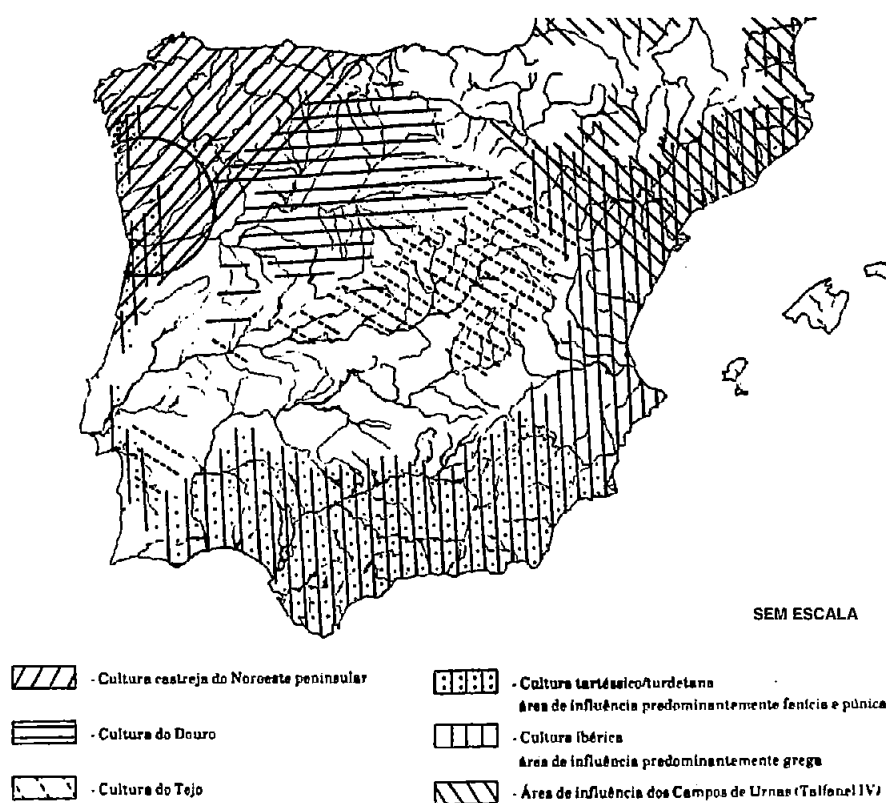 SEM ESCALA
- Cultura castreja do Noroeste peninsular
- Cultura do Douro
- Cultura do Tejo
- Cultura tartéssico/turdetana
área de influência predominantemente fenícia e púnica
- Cultura ibérica
área de influência predominantemente grega
- Área de influência dos Campos de Urnas (Taffanel IV)